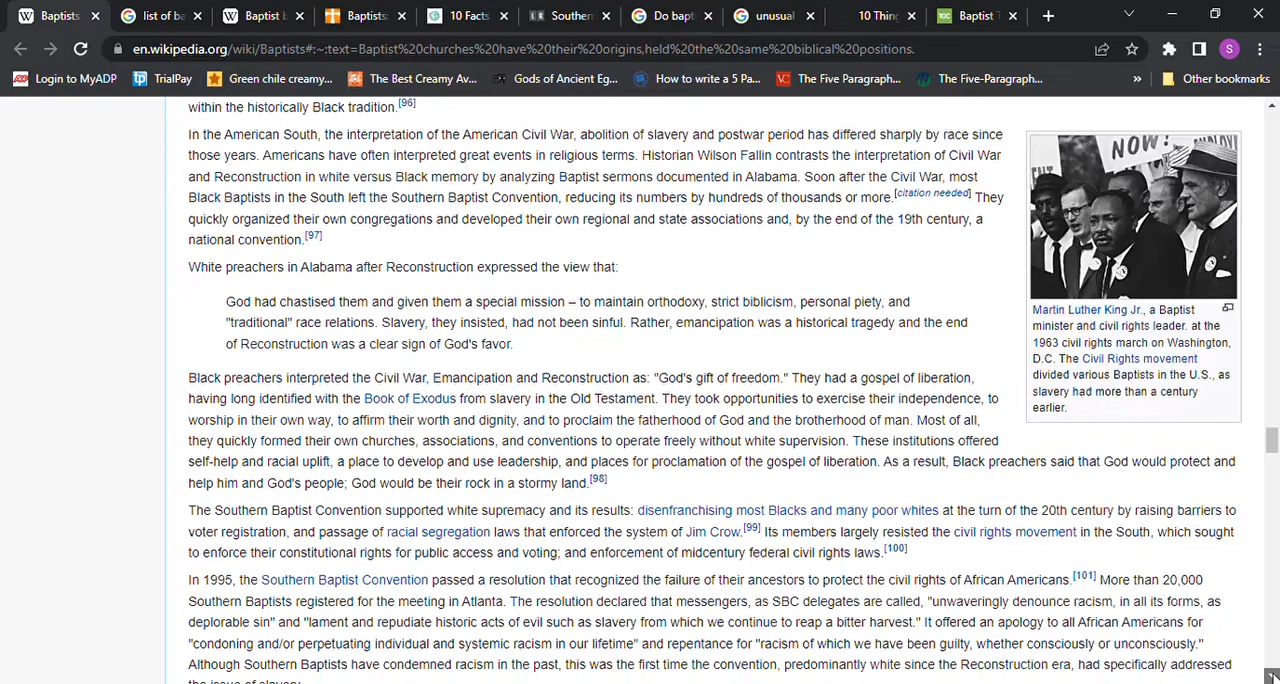 Baptists
list of ba
Baptist b
Baptists:
10 Facts
Southern
Do bapt
unusual
10 Thing
Baptist T
en.wikipedia.org/wiki/Baptists#:~:text=Baptist%20churches%20have%20their%20origins,held%20the%20same%20biblical%20positions.
S
Login to MyADP
TrialPay
Green chile creamy...
The Best Creamy Av...
Gods of Ancient Eg...
How to write a 5 Pa...
The Five Paragraph...
The Five-Paragraph...
»
Other bookmarks
within the historically Black tradition.[96]
In the American South, the interpretation of the American Civil War, abolition of slavery and postwar period has differed sharply by race since
those years. Americans have often interpreted great events in religious terms. Historian Wilson Fallin contrasts the interpretation of Civil War
and Reconstruction in white versus Black memory by analyzing Baptist sermons documented in Alabama. Soon after the Civil War, most
Black Baptists in the South left the Southern Baptist Convention, reducing its numbers by hundreds of thousands or more.[citation needed] They
quickly organized their own congregations and developed their own regional and state associations and, by the end of the 19th century, a
national convention.[97]
White preachers in Alabama after Reconstruction expressed the view that:
God had chastised them and given them a special mission – to maintain orthodoxy, strict biblicism, personal piety, and
"traditional" race relations. Slavery, they insisted, had not been sinful. Rather, emancipation was a historical tragedy and the end
of Reconstruction was a clear sign of God's favor.
Black preachers interpreted the Civil War, Emancipation and Reconstruction as: "God's gift of freedom." They had a gospel of liberation,
having long identified with the Book of Exodus from slavery in the Old Testament. They took opportunities to exercise their independence, to
worship in their own way, to affirm their worth and dignity, and to proclaim the fatherhood of God and the brotherhood of man. Most of all,
they quickly formed their own churches, associations, and conventions to operate freely without white supervision. These institutions offered
self-help and racial uplift, a place to develop and use leadership, and places for proclamation of the gospel of liberation. As a result, Black preachers said that God would protect and
help him and God's people; God would be their rock in a stormy land.[98]
The Southern Baptist Convention supported white supremacy and its results: disenfranchising most Blacks and many poor whites at the turn of the 20th century by raising barriers to
voter registration, and passage of racial segregation laws that enforced the system of Jim Crow.[99] Its members largely resisted the civil rights movement in the South, which sought
to enforce their constitutional rights for public access and voting; and enforcement of midcentury federal civil rights laws.[100]
In 1995, the Southern Baptist Convention passed a resolution that recognized the failure of their ancestors to protect the civil rights of African Americans.[101] More than 20,000
Southern Baptists registered for the meeting in Atlanta. The resolution declared that messengers, as SBC delegates are called, "unwaveringly denounce racism, in all its forms, as
deplorable sin" and "lament and repudiate historic acts of evil such as slavery from which we continue to reap a bitter harvest." It offered an apology to all African Americans for
"condoning and/or perpetuating individual and systemic racism in our lifetime" and repentance for "racism of which we have been guilty, whether consciously or unconsciously."
Although Southern Baptists have condemned racism in the past, this was the first time the convention, predominantly white since the Reconstruction era, had specifically addressed
the issue of slavery.
NOW!
Martin Luther King Jr., a Baptist
minister and civil rights leader. at the
1963 civil rights march on Washington,
D.C. The Civil Rights movement
divided various Baptists in the U.S., as
slavery had more than a century
earlier.